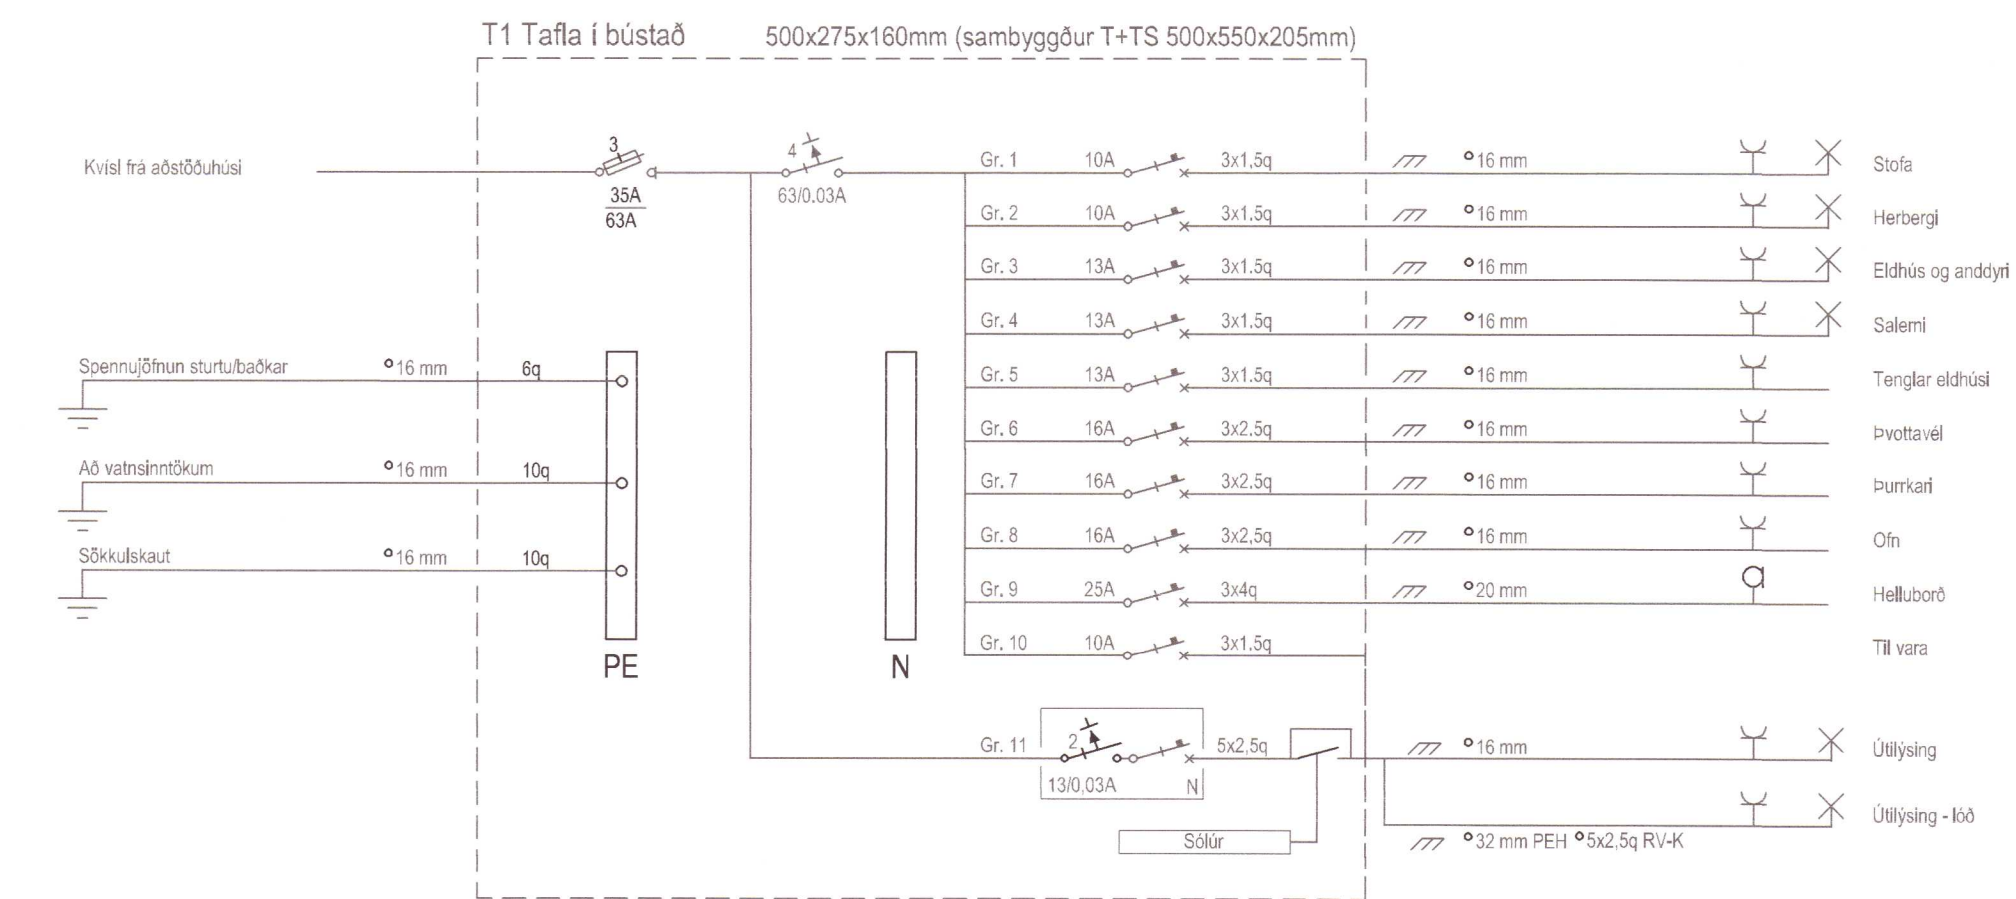 T1 Tafla í bústað 500x275x160mm (sambyggður T+TS 500x550x205mm)
Kvísl frá aðstöðuhúsi
3
35A
63A
4
63/0.03A
Gr. 1 10A 3x1,5q 16 mm Stofa
Gr. 2 10A 3x1.5q 16 mm Herbergi
Gr. 3 13A 3x1.5q 16 mm Eldhús og anddyri
Gr. 4 13A 3x1.5q 16 mm Salerni
Gr. 5 13A 3x1.5q 16 mm Tenglar eldhúsi
Gr. 6 16A 3x2.5q 16 mm Þvottavél
Gr. 7 16A 3x2,5q 16 mm Þurrkari
Gr. 8 16A 3x2,5q 16 mm Ofn
Gr. 9 25A 3x4q 20 mm Helluborð
Gr. 10 10A 3x1.5q Til vara
Spennujöfnun sturtu/baðkar 16 mm 6q
Að vatnsinntökum 16 mm 10q
Sökkulskaut 16 mm 10q
PE
N
Gr. 11 2 5x2,5q 16 mm Útilýsing
13/0,03A N
Útilýsing - lóð
Sólúr
32 mm PEH 5x2,5q RV-K